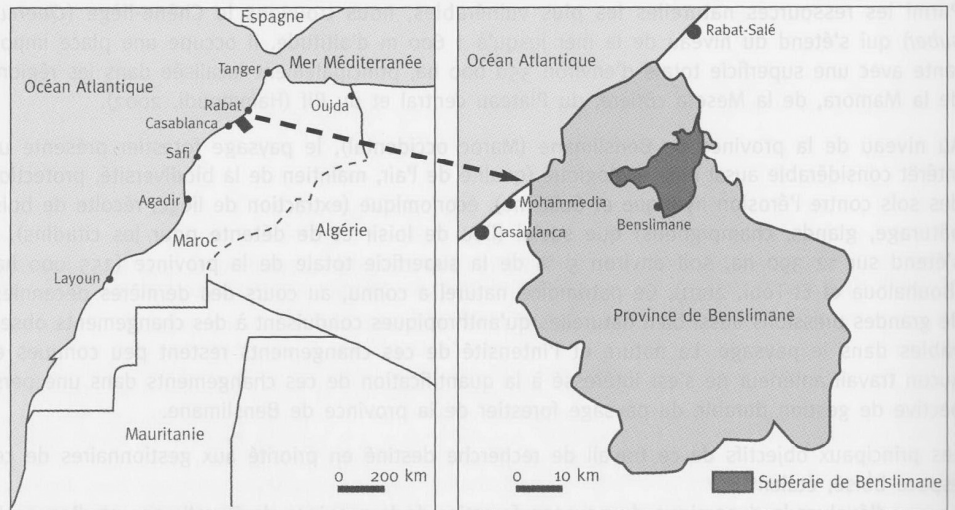 Espagne
Mer Méditerranée
Tanger
Océan Atlantique
Rabat
Oujda
Casablanca
Safi
Agadir
Maroc
Algérie
Layoun
Mauritanie
0 200 km
Rabat-Salé
Océan Atlantique
Mohammedia
Casablanca
Benslimane
Province de Benslimane
0 10 km
Subéraie de Benslimane